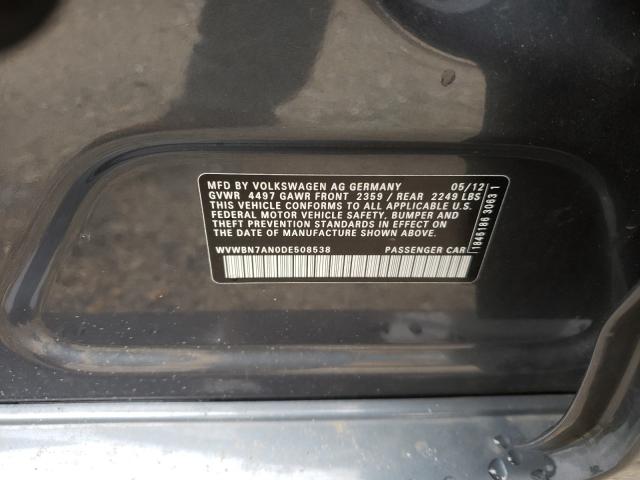 MFD BY VOLKSWAGEN AG GERMANY 05/12
GVWR 4497 GAWR FRONT 2359 / REAR 2249 LBS
THIS VEHICLE CONFORMS TO ALL APPLICABLE U.S.
FEDERAL MOTOR VEHICLE SAFETY, BUMPER AND
THEFT PREVENTION STANDARDS IN EFFECT ON
THE DATE OF MANUFACTURE SHOWN ABOVE.
WVWBN7AN0DE508538 PASSENGER CAR
1845186 30063 1